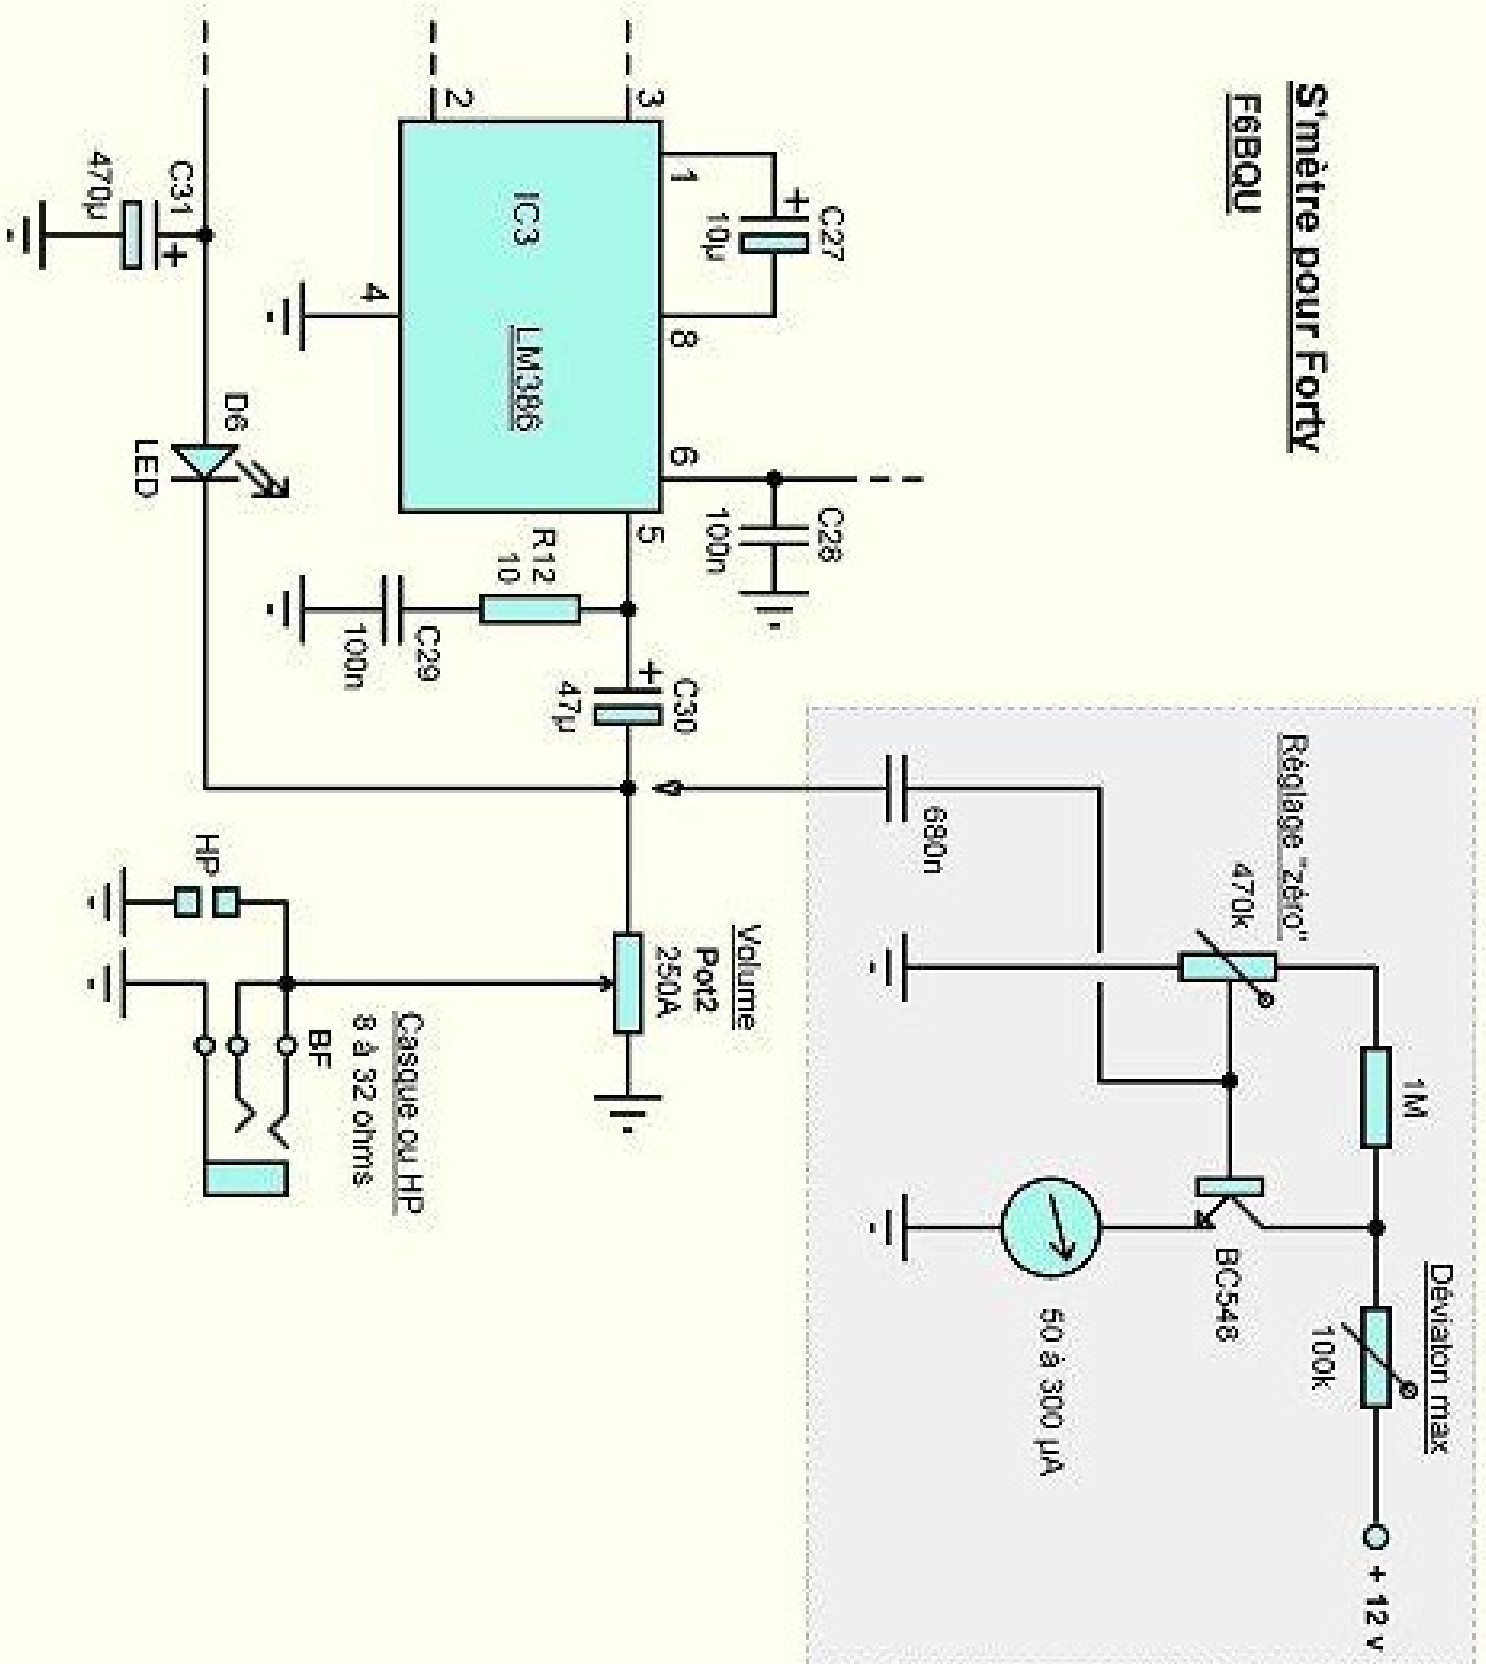 S'mètre pour Forty
F6BQU
Réglage "zéro"
470k
1M
Déviaton max
100k
+ 12 v
BC548
50 à 300 µA
680n
C27
10µ
+
C28
100n
3
1
8
6
2
IC3
LM386
5
4
R12
10
C29
100n
+
C30
47µ
Volume
Pot2
250A
Casque ou HP
8 à 32 ohms
BF
HP
C31
470µ
+
D6
LED